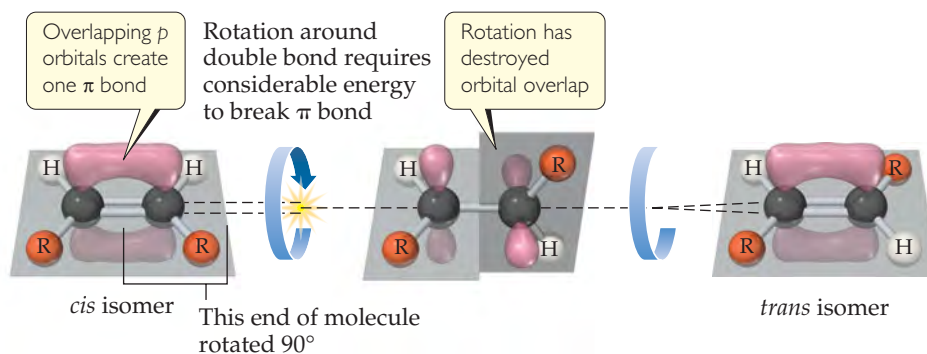 Overlapping p
orbitals create
one π bond
Rotation around
double bond requires
considerable energy
to break π bond
Rotation has
destroyed
orbital overlap
H
H
R
R
H
R
R
H
H
R
R
H
cis isomer
This end of molecule
rotated 90°
trans isomer